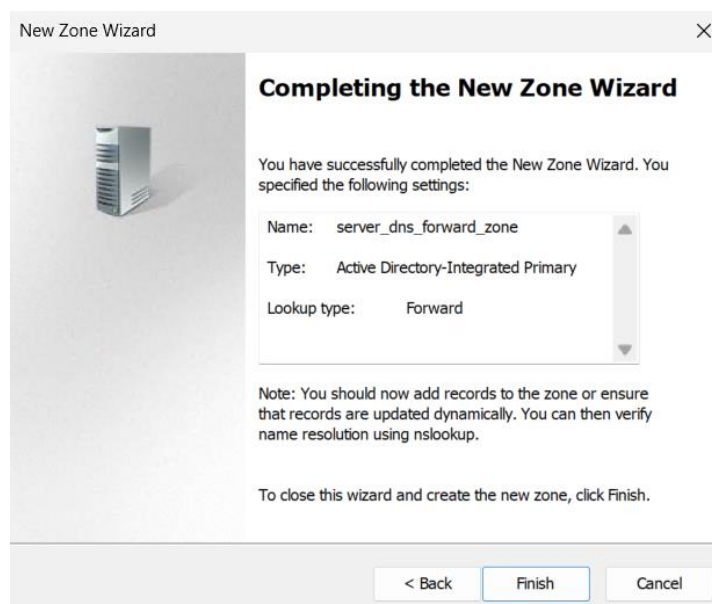 New Zone Wizard
Completing the New Zone Wizard
You have successfully completed the New Zone Wizard. You
specified the following settings:
Name: server_dns_forward_zone
Type: Active Directory-Integrated Primary
Lookup type: Forward
Note: You should now add records to the zone or ensure
that records are updated dynamically. You can then verify
name resolution using nslookup.
To close this wizard and create the new zone, click Finish.
< Back Finish Cancel